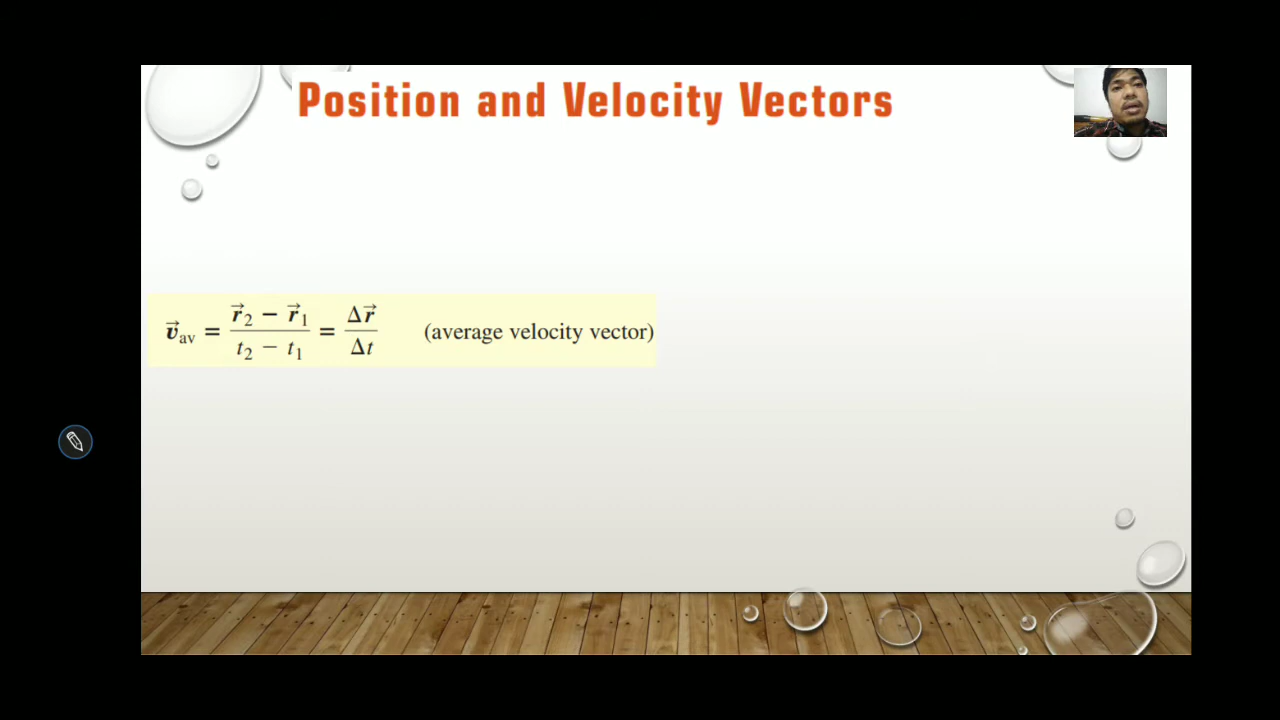 Position and Velocity Vectors
v⃗av = (r⃗2 − r⃗1) / (t2 − t1) = Δr⃗ / Δt (average velocity vector)